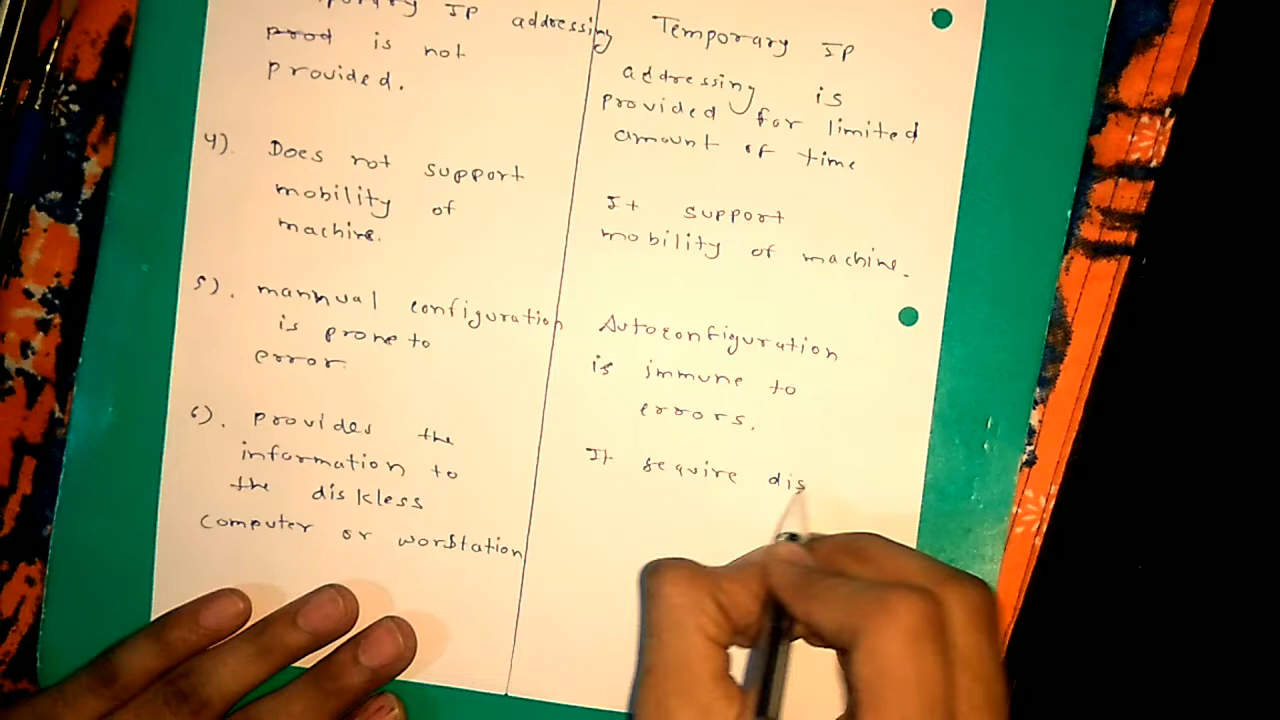 IP addressing
is not
provided.
4). Does not support
mobility of
machine.
5). mannual configuration
is prone to
error.
6). provides the
information to
the diskless
computer or worstation
Temporary IP
addressing is
provided for limited
amount of time
It support
mobility of machine.
Autoconfiguration
is immune to
errors.
It require dis